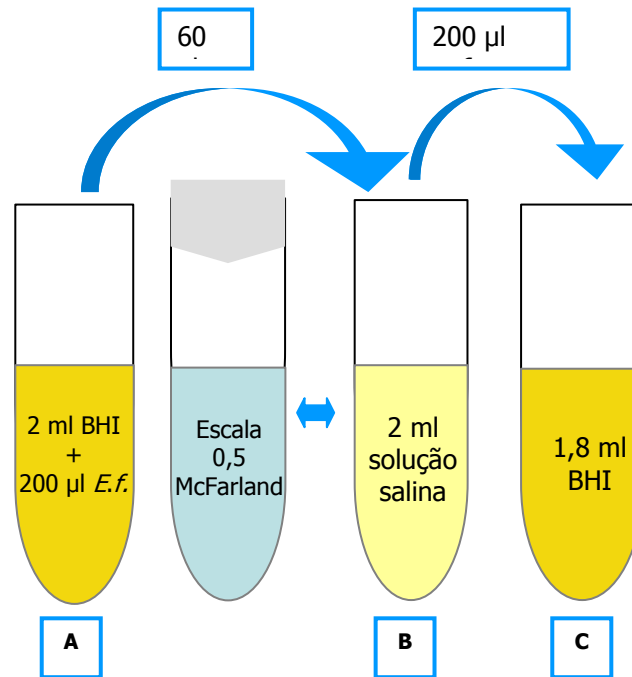 60
200 µl
2 ml BHI
+
200 µl E.f.
Escala
0,5
McFarland
2 ml
solução
salina
1,8 ml
BHI
A
B
C